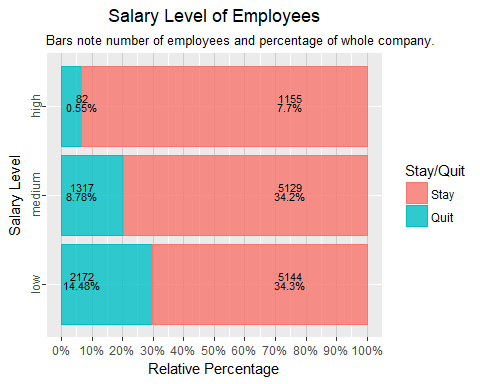 Salary Level of Employees
Bars note number of employees and percentage of whole company.
Salary Level
high
82
0.55%
1155
7.7%
medium
1317
8.78%
5129
34.2%
low
2172
14.48%
5144
34.3%
0% 10% 20% 30% 40% 50% 60% 70% 80% 90% 100%
Relative Percentage
Stay/Quit
Stay
Quit